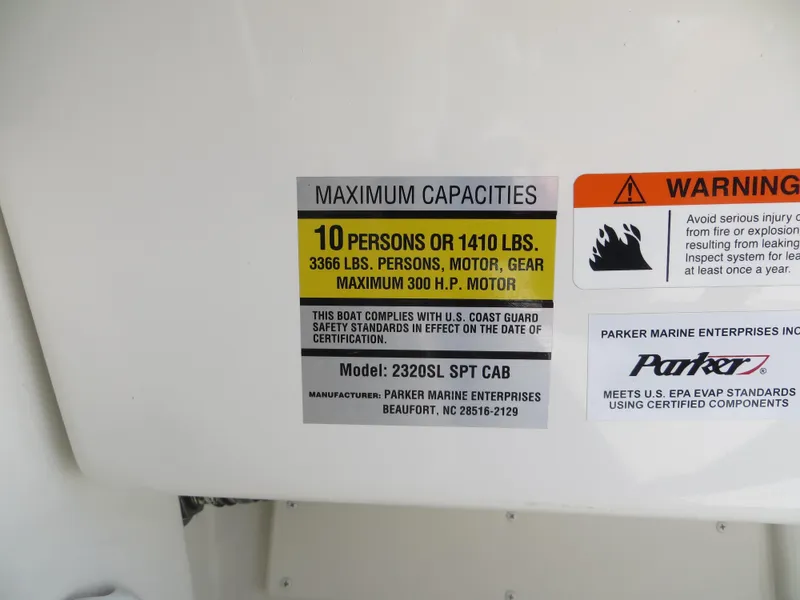 MAXIMUM CAPACITIES
10 PERSONS OR 1410 LBS.
3366 LBS. PERSONS, MOTOR, GEAR
MAXIMUM 300 H.P. MOTOR
THIS BOAT COMPLIES WITH U.S. COAST GUARD
SAFETY STANDARDS IN EFFECT ON THE DATE OF
CERTIFICATION.
Model: 2320SL SPT CAB
MANUFACTURER: PARKER MARINE ENTERPRISES
BEAUFORT, NC 28516-2129
WARNING
Avoid serious injury
from fire or explosion
resulting from leaking
Inspect system for
at least once a year.
PARKER MARINE ENTERPRISES INC
Parker®
MEETS U.S. EPA EVAP STANDARDS
USING CERTIFIED COMPONENTS